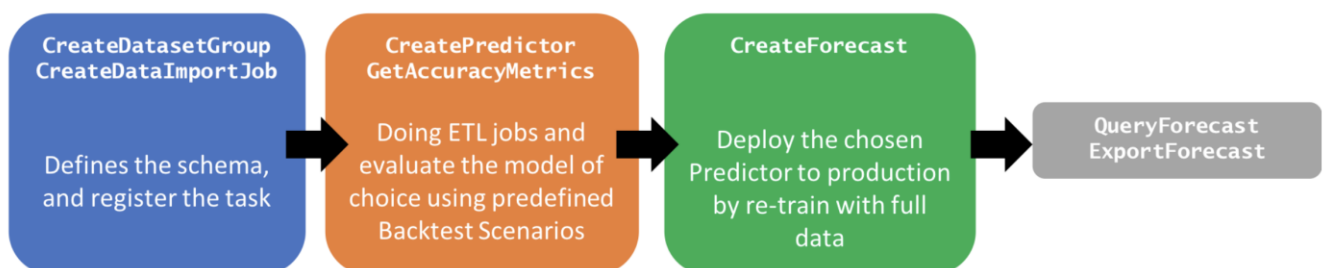 CreateDatasetGroup
CreateDataImportJob
Defines the schema,
and register the task
CreatePredictor
GetAccuracyMetrics
Doing ETL jobs and
evaluate the model of
choice using predefined
Backtest Scenarios
CreateForecast
Deploy the chosen
Predictor to production
by re-train with full
data
QueryForecast
ExportForecast